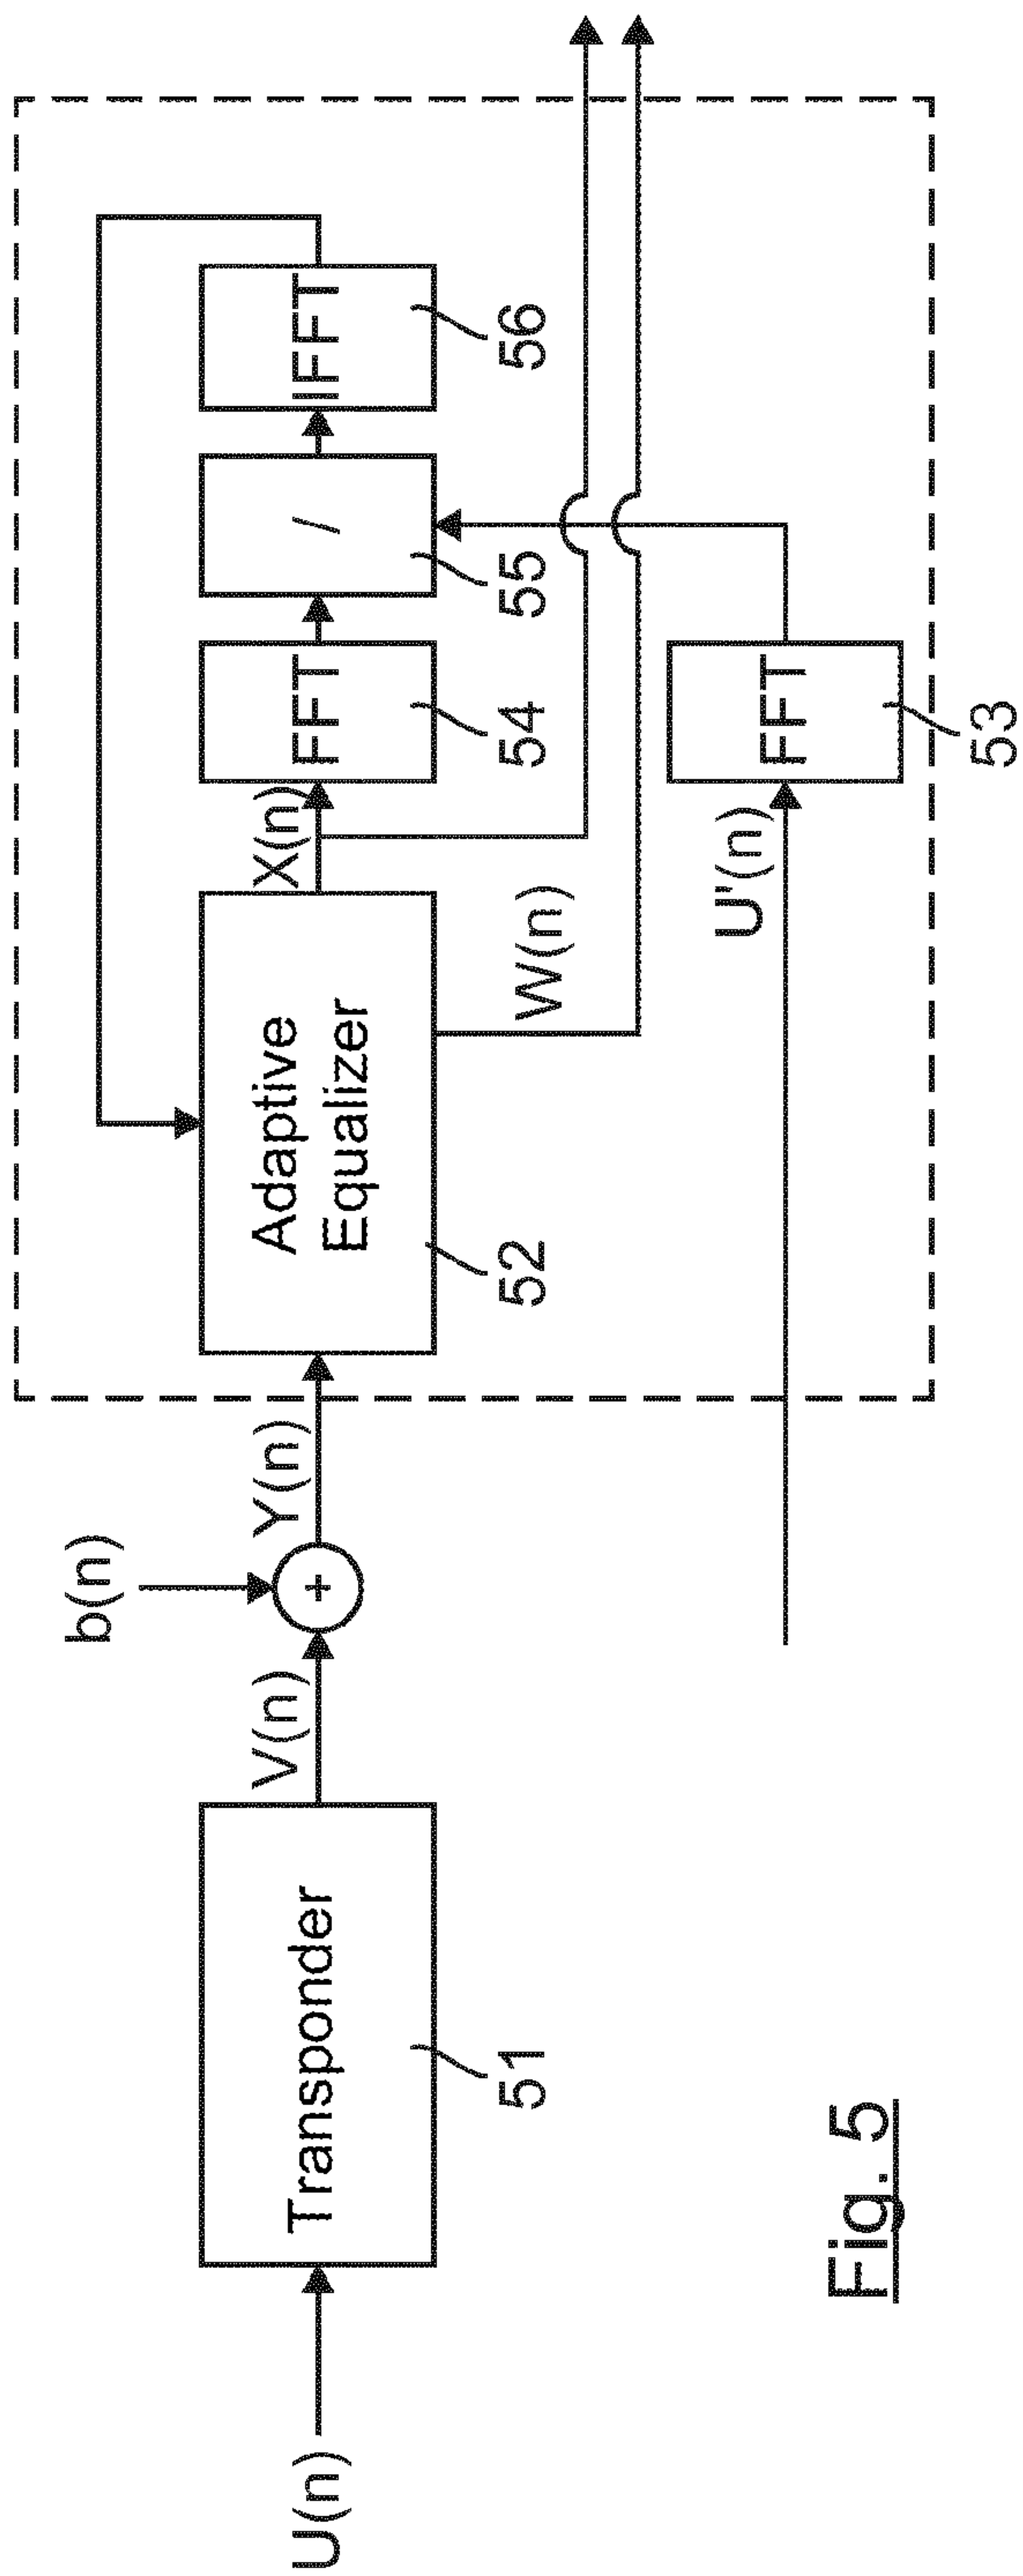 U(n)
Transponder
51
V(n)
b(n)
+
Y(n)
Adaptive
Equalizer
52
X(n)
W(n)
FFT
54
/
55
IFFT
56
U'(n)
FFT
53
Fig. 5